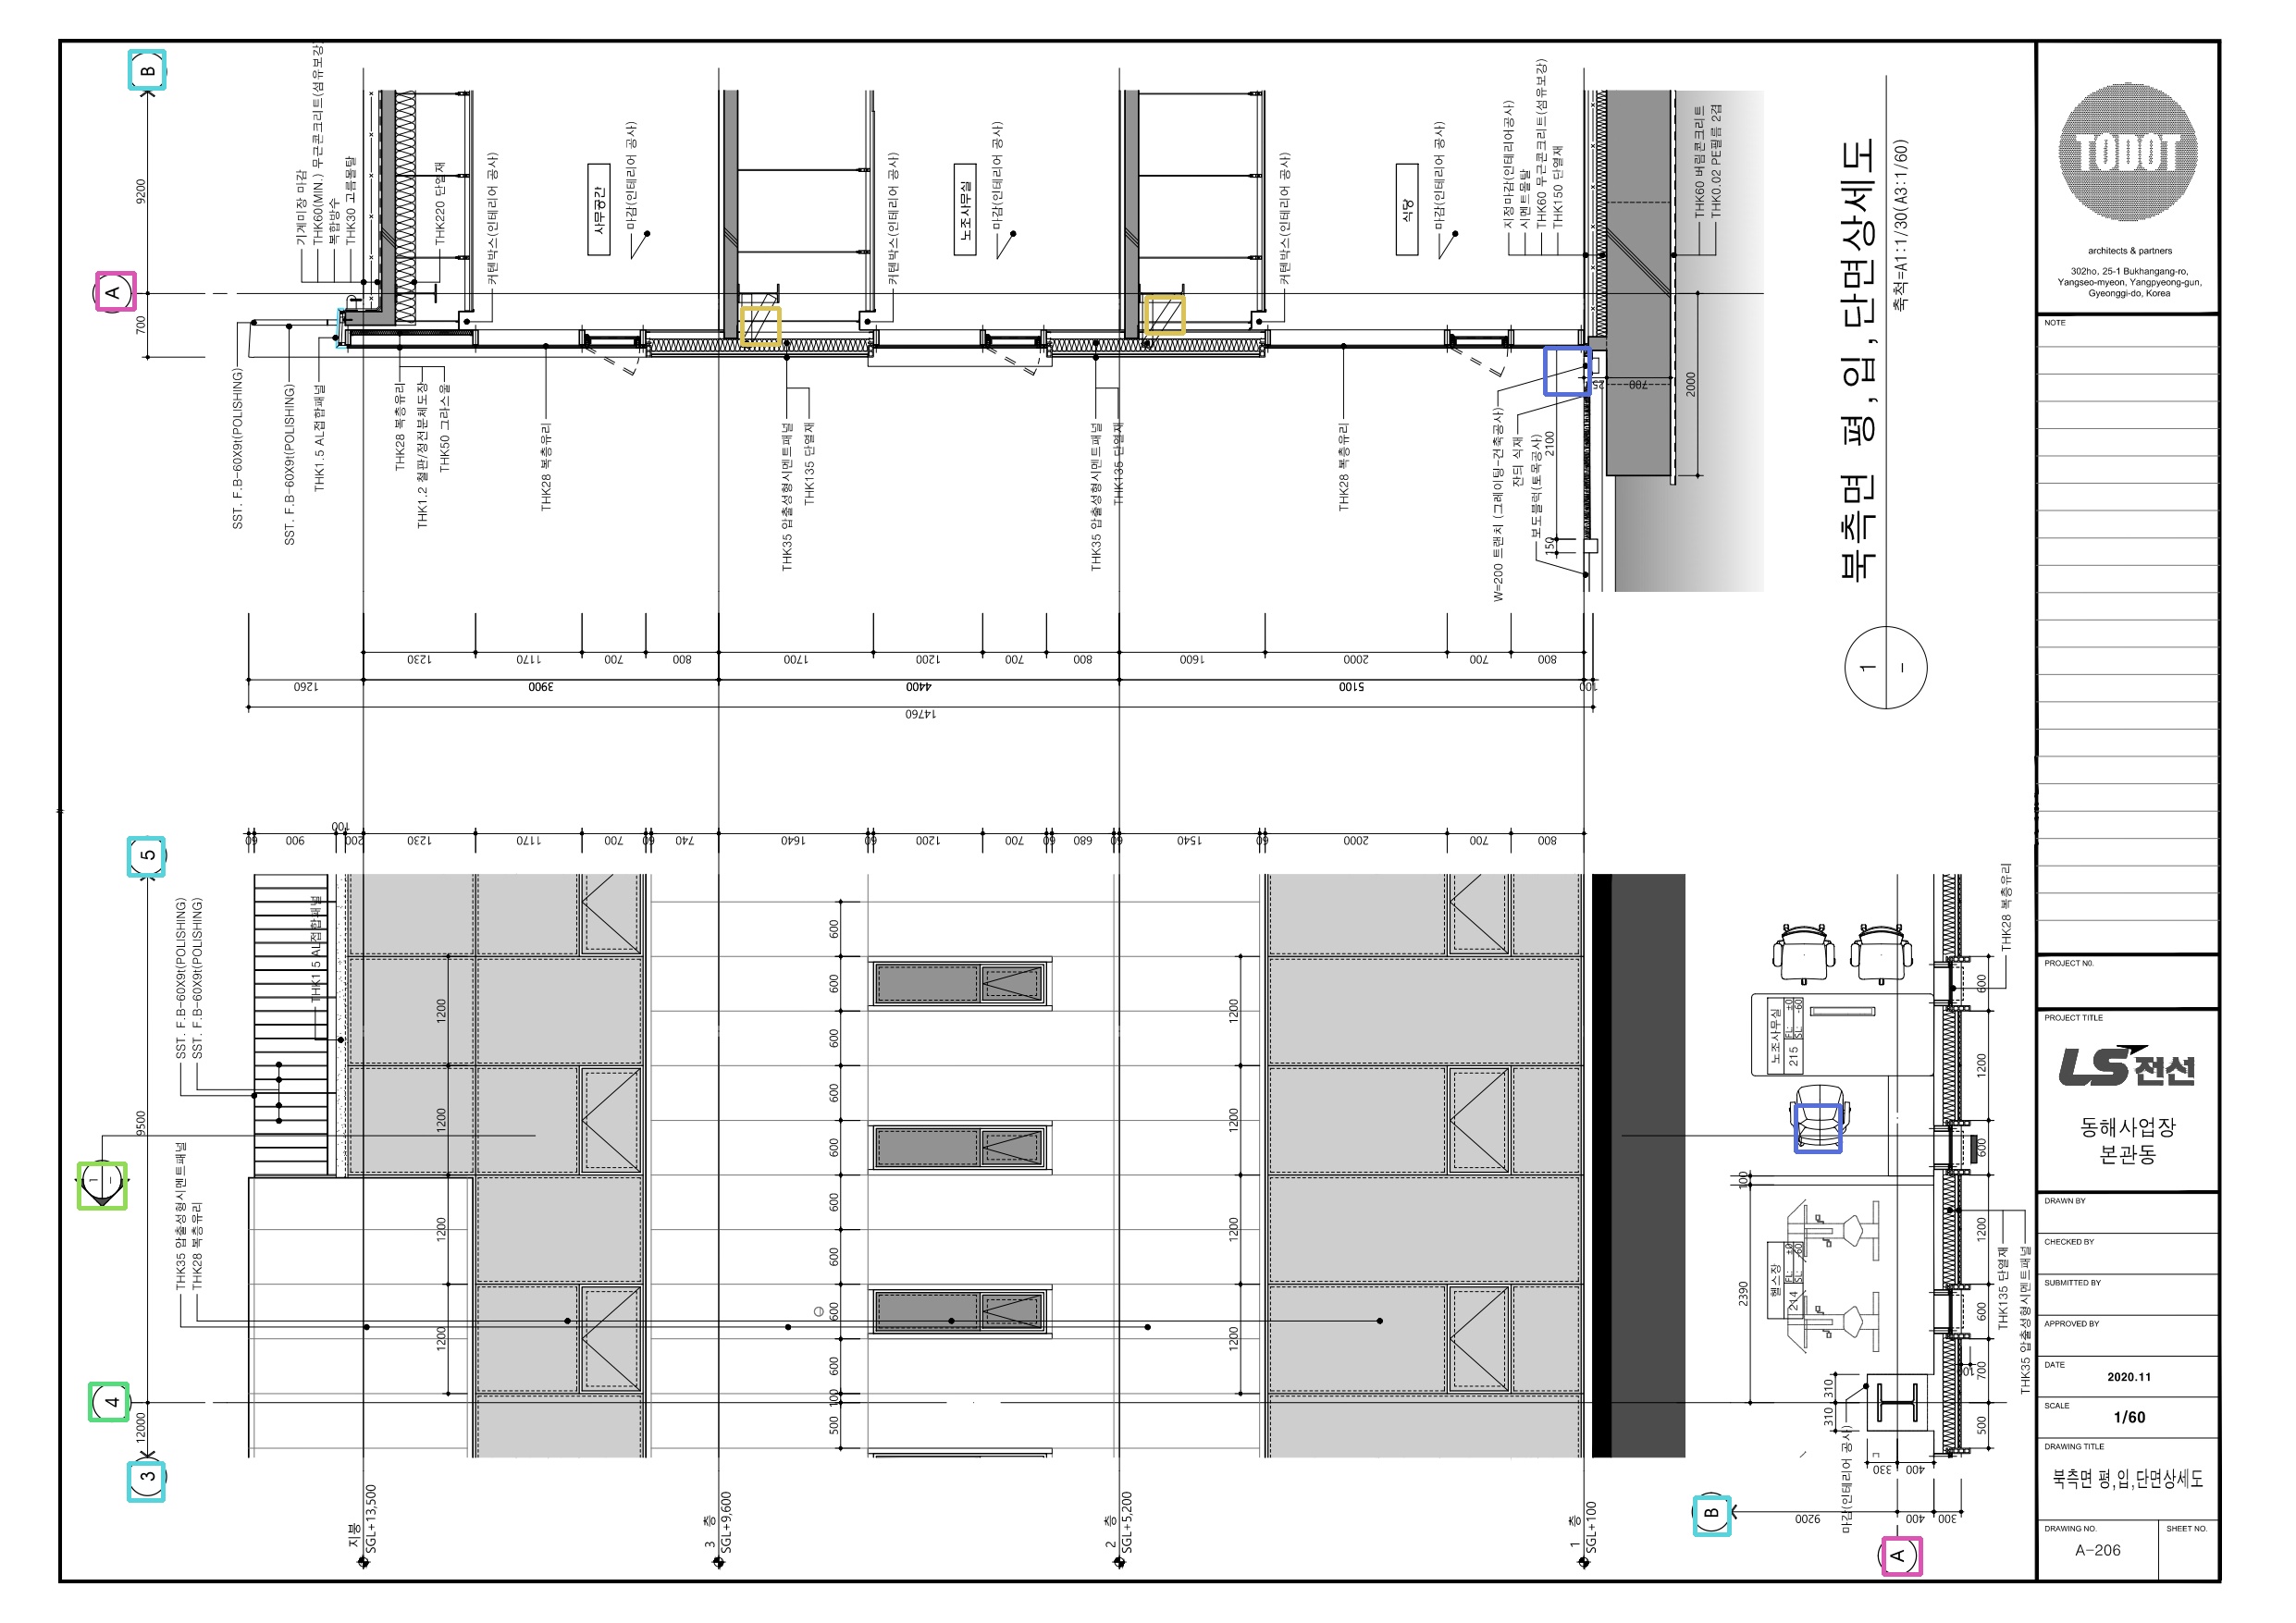 B
9200
A
700
기계미장 마감
THK60(MIN.) 무근콘크리트(섬유보강)
복합방수
THK30 고름몰탈
THK220 단열재
커텐박스(인테리어 공사)
사무공간
마감(인테리어 공사)
커텐박스(인테리어 공사)
노조사무실
마감(인테리어 공사)
커텐박스(인테리어 공사)
식당
마감(인테리어 공사)
지정마감(인테리어공사)
시멘트몰탈
THK60 무근콘크리트(섬유보강)
THK150 단열재
THK60 버림콘크리트
THK0.02 PE필름 2겹
SST. F.B-60X9t(POLISHING)
SST. F.B-60X9t(POLISHING)
THK1.5 AL접합패널
THK28 복층유리
THK1.2 철판/정전분체도장
THK50 그라스울
THK28 복층유리
THK35 압출성형시멘트패널
THK135 단열재
THK35 압출성형시멘트패널
THK135 단열재
THK28 복층유리
W=200 트랜치 (그레이팅-건축공사)
잔듸 식재
보도블럭(토목공사)
2100
150
700
2000
북측면 평,입,단면상세도
축척=A1:1/30(A3:1/60)
1
-
1230
1170
700
800
1700
1200
700
800
1600
2000
700
800
1260
3900
4400
5100
100
14760
60
900
100
200
1230
1170
700
60
740
1640
60
1200
700
60
680
60
1540
60
2000
700
800
5
9500
1
-
4
12000
3
SST. F.B-60X9t(POLISHING)
SST. F.B-60X9t(POLISHING)
THK1.5 AL접합패널
THK35 압출성형시멘트패널
THK28 복층유리
1200
1200
1200
1200
600
600
600
600
600
600
600
600
600
100
500
1200
1200
1200
1200
지붕
SGL+13,500
3 층
SGL+9,600
2 층
SGL+5,200
1 층
SGL+100
THK28 복층유리
노조사무실
215
FL: ±0
SL: -60
헬스장
214
FL: ±0
SL: -60
600
1200
600
1200
600
700
500
100
2390
310
310
100
THK135 단열재
THK35 압출성형시멘트패널
마감(인테리어 공사)
330
400
B
9200
400
300
A
architects & partners
302ho, 25-1 Bukhangang-ro,
Yangseo-myeon, Yangpyeong-gun,
Gyeonggi-do, Korea
NOTE
PROJECT N0.
PROJECT TITLE
LS전선
동해사업장
본관동
DRAWN BY
CHECKED BY
SUBMITTED BY
APPROVED BY
DATE
2020.11
SCALE
1/60
DRAWING TITLE
북측면 평,입,단면상세도
DRAWING NO.
SHEET NO.
A-206